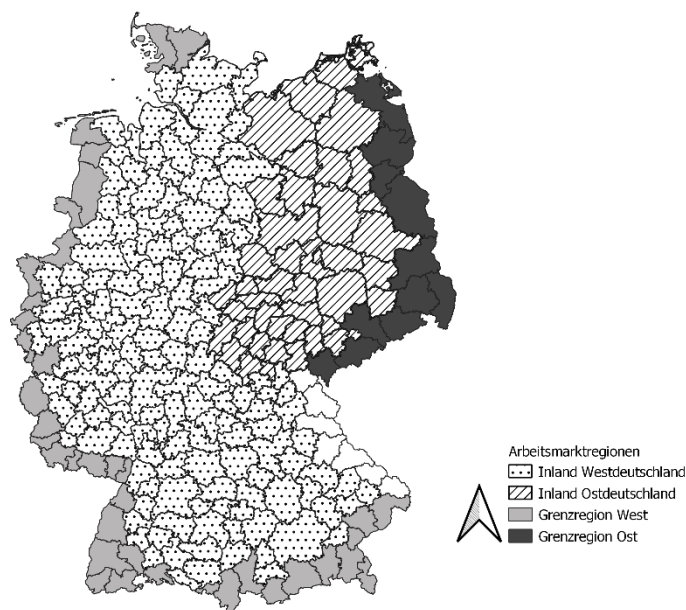 Arbeitsmarktregionen
Inland Westdeutschland
Inland Ostdeutschland
Grenzregion West
Grenzregion Ost